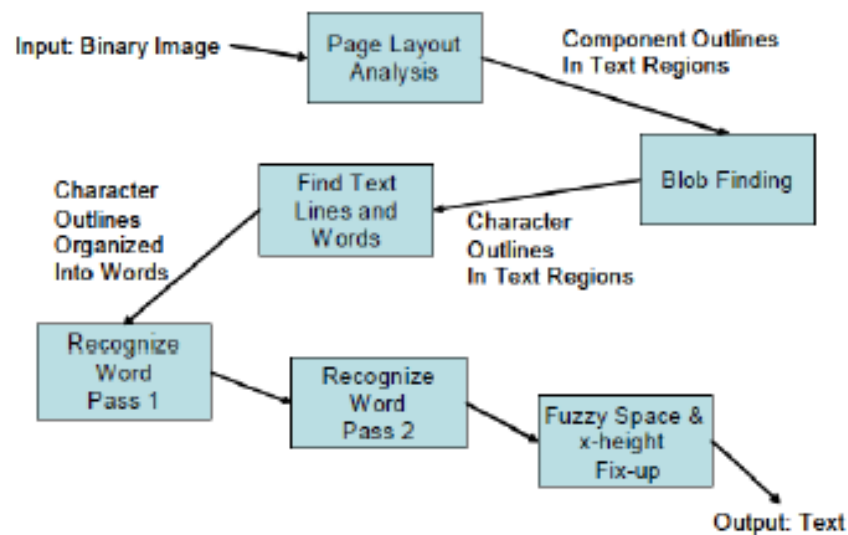 Input: Binary Image
Page Layout
Analysis
Component Outlines
In Text Regions
Blob Finding
Character
Outlines
In Text Regions
Find Text
Lines and
Words
Character
Outlines
Organized
Into Words
Recognize
Word
Pass 1
Recognize
Word
Pass 2
Fuzzy Space &
x-height
Fix-up
Output: Text